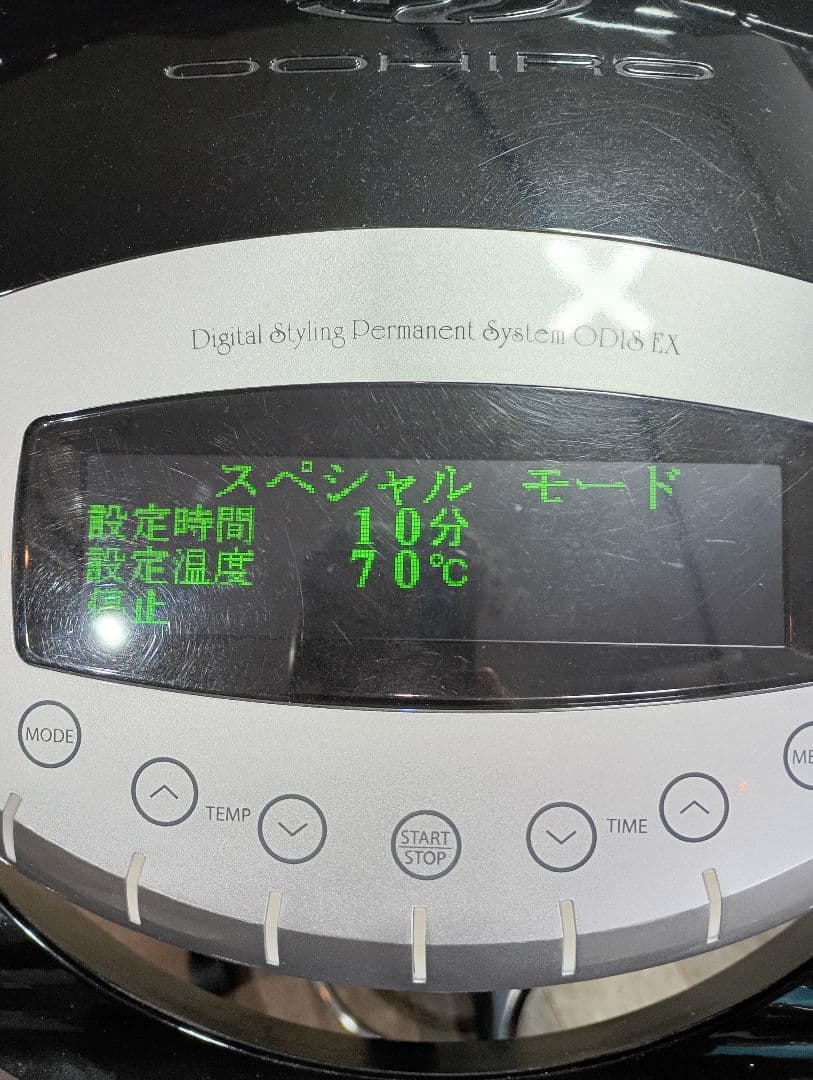 OOHIRO
Digital Styling Permanent System ODIS EX
スペシャル モード
設定時間 10分
設定温度 70℃
停止
MODE
TEMP
START
STOP
TIME